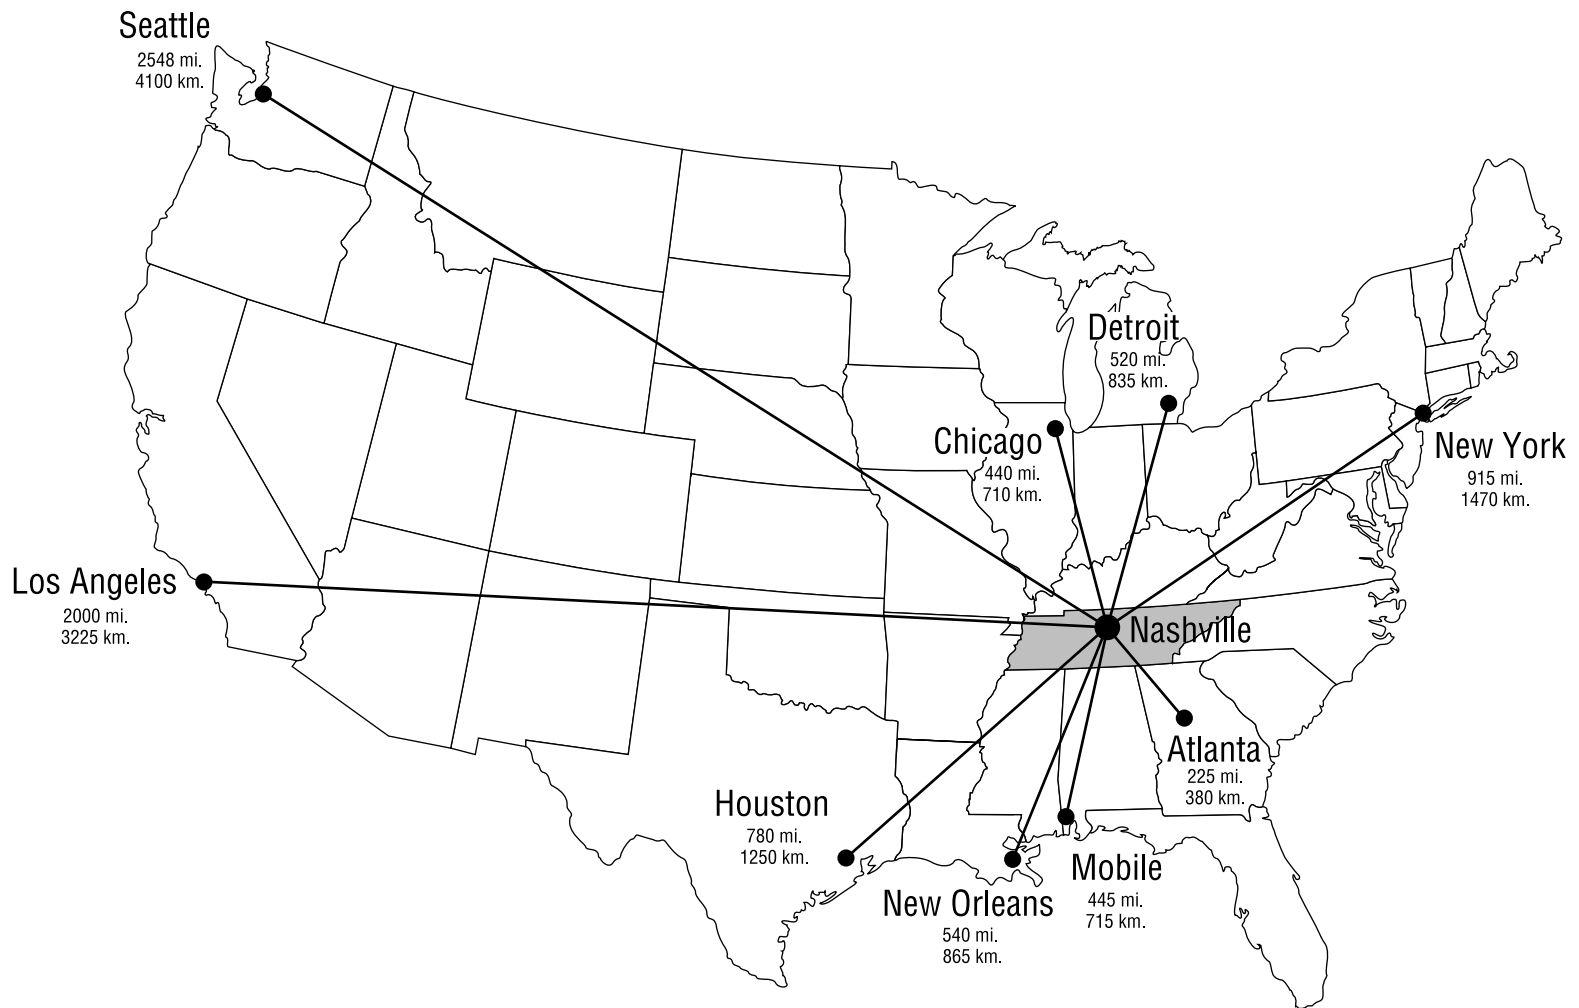 Seattle
2548 mi.
4100 km.
Detroit
520 mi.
835 km.
Chicago
440 mi.
710 km.
New York
915 mi.
1470 km.
Los Angeles
2000 mi.
3225 km.
Nashville
Atlanta
225 mi.
380 km.
Houston
780 mi.
1250 km.
Mobile
445 mi.
715 km.
New Orleans
540 mi.
865 km.